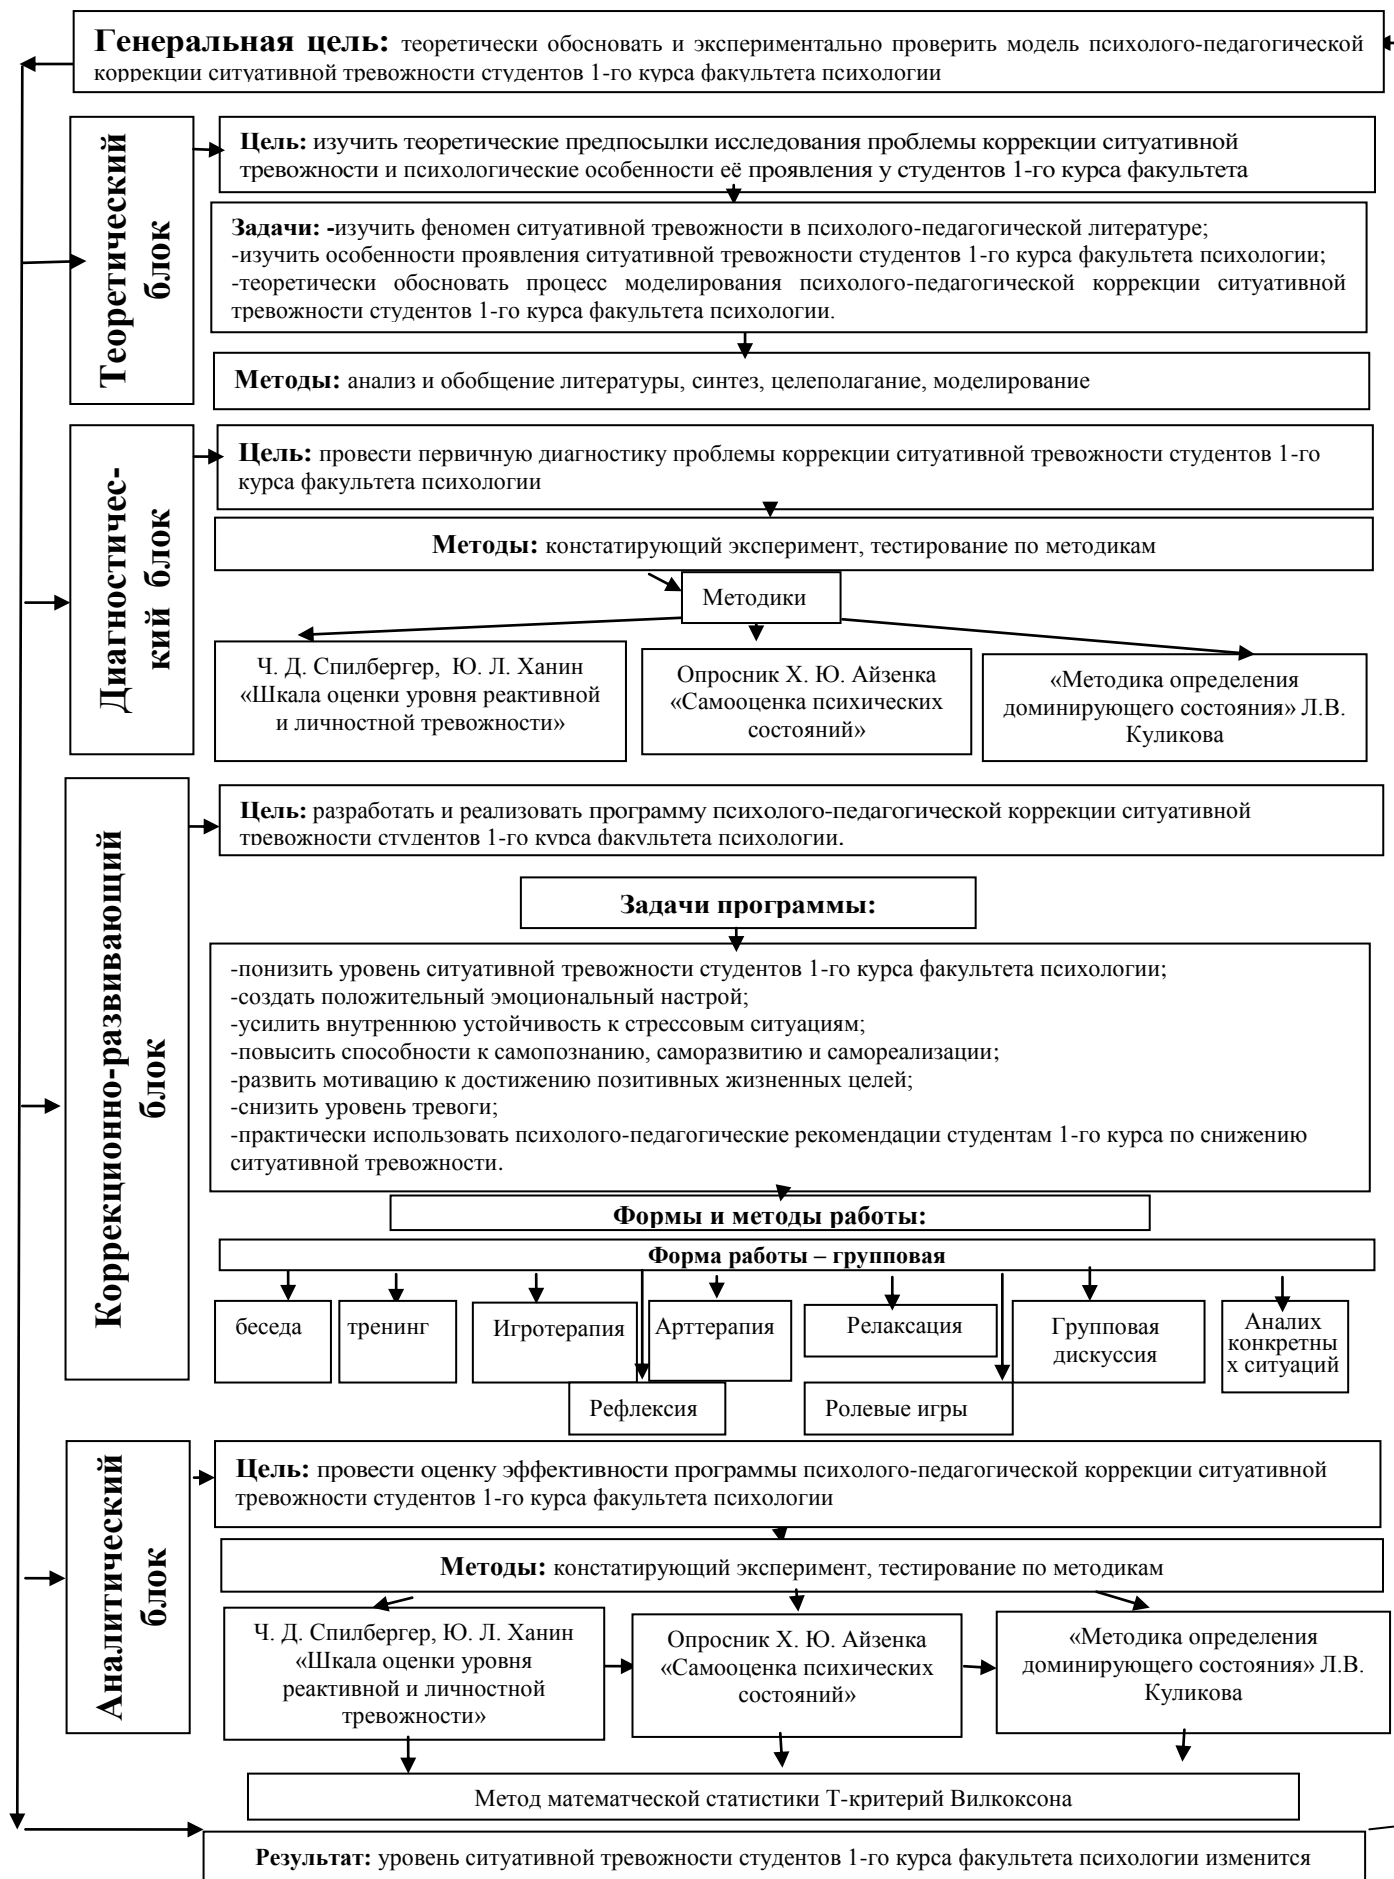 Генеральная цель: теоретически обосновать и экспериментально проверить модель психолого-педагогической
коррекции ситуативной тревожности студентов 1-го курса факультета психологии
Теоретический
блок
Цель: изучить теоретические предпосылки исследования проблемы коррекции ситуативной
тревожности и психологические особенности её проявления у студентов 1-го курса факультета
Задачи: -изучить феномен ситуативной тревожности в психолого-педагогической литературе;
-изучить особенности проявления ситуативной тревожности студентов 1-го курса факультета психологии;
-теоретически обосновать процесс моделирования психолого-педагогической коррекции ситуативной
тревожности студентов 1-го курса факультета психологии.
Методы: анализ и обобщение литературы, синтез, целеполагание, моделирование
Диагностичес-
кий блок
Цель: провести первичную диагностику проблемы коррекции ситуативной тревожности студентов 1-го
курса факультета психологии
Методы: констатирующий эксперимент, тестирование по методикам
Методики
Ч. Д. Спилбергер, Ю. Л. Ханин
«Шкала оценки уровня реактивной
и личностной тревожности»
Опросник Х. Ю. Айзенка
«Самооценка психических
состояний»
«Методика определения
доминирующего состояния» Л.В.
Куликова
Коррекционно-развивающий
блок
Цель: разработать и реализовать программу психолого-педагогической коррекции ситуативной
тревожности студентов 1-го курса факультета психологии.
Задачи программы:
-понизить уровень ситуативной тревожности студентов 1-го курса факультета психологии;
-создать положительный эмоциональный настрой;
-усилить внутреннюю устойчивость к стрессовым ситуациям;
-повысить способности к самопознанию, саморазвитию и самореализации;
-развить мотивацию к достижению позитивных жизненных целей;
-снизить уровень тревоги;
-практически использовать психолого-педагогические рекомендации студентам 1-го курса по снижению
ситуативной тревожности.
Формы и методы работы:
Форма работы – групповая
беседа
тренинг
Игротерапия
Арттерапия
Релаксация
Групповая
дискуссия
Аналих
конкретны
х ситуаций
Рефлексия
Ролевые игры
Аналитический
блок
Цель: провести оценку эффективности программы психолого-педагогической коррекции ситуативной
тревожности студентов 1-го курса факультета психологии
Методы: констатирующий эксперимент, тестирование по методикам
Ч. Д. Спилбергер, Ю. Л. Ханин
«Шкала оценки уровня
реактивной и личностной
тревожности»
Опросник Х. Ю. Айзенка
«Самооценка психических
состояний»
«Методика определения
доминирующего состояния» Л.В.
Куликова
Метод математчестой статистики Т-критерий Вилкоксона
Результат: уровень ситуативной тревожности студентов 1-го курса факультета психологии изменится